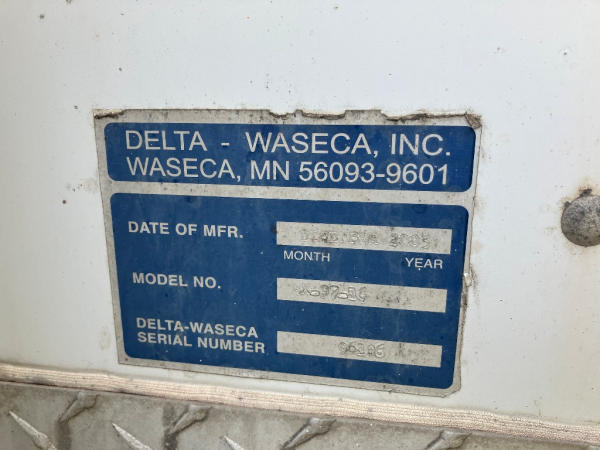 DELTA - WASECA, INC.
WASECA, MN 56093-9601
DATE OF MFR.
MONTH YEAR
MODEL NO.
DELTA-WASECA
SERIAL NUMBER